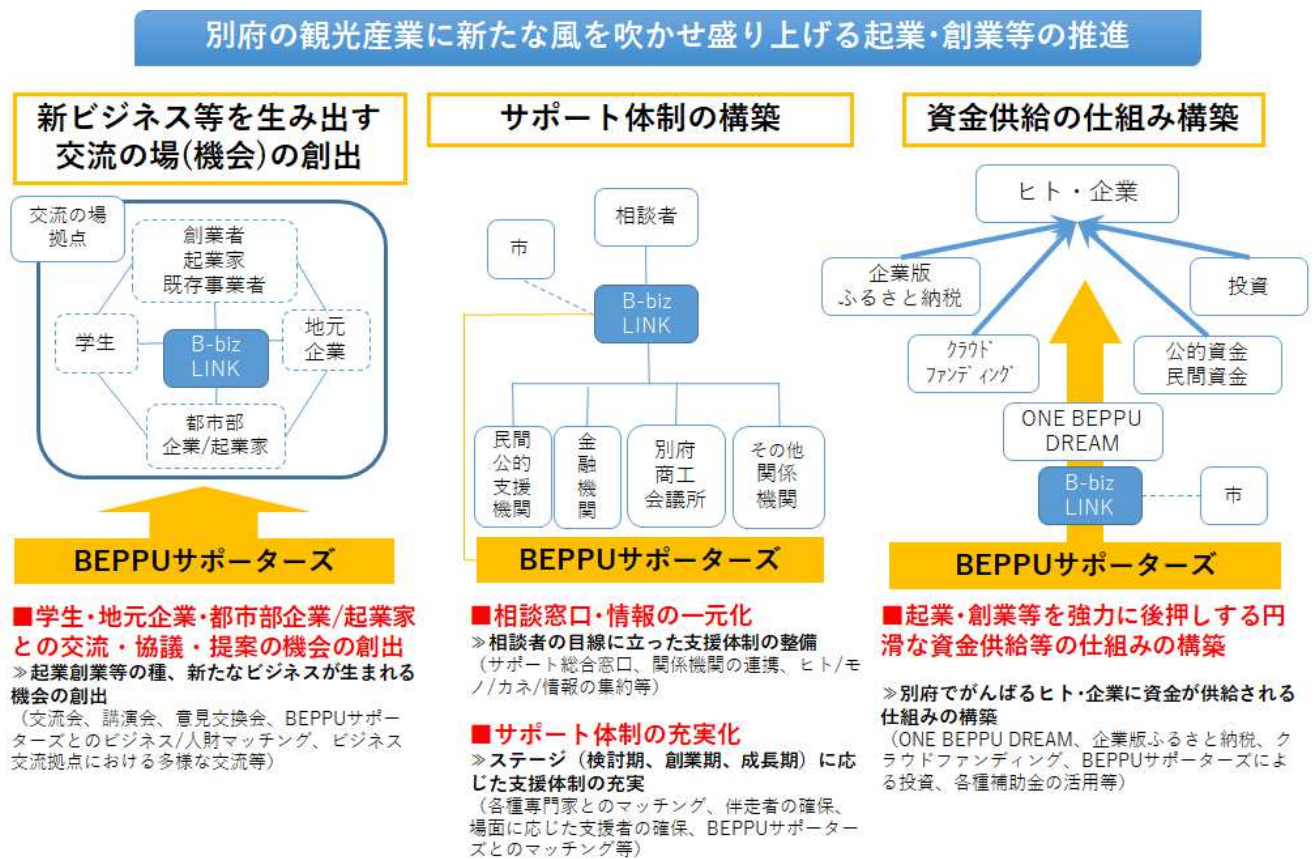 別府の観光産業に新たな風を吹かせ盛り上げる起業･創業等の推進
新ビジネス等を生み出す
交流の場(機会)の創出
交流の場
拠点
創業者
起業家
既存事業者
学生
B-biz
LINK
地元
企業
都市部
企業/起業家
BEPPUサポーターズ
■学生･地元企業･都市部企業/起業家
との交流・協議・提案の機会の創出
≫起業創業等の種、新たなビジネスが生まれる
機会の創出
（交流会、講演会、意見交換会、BEPPUサポー
ターズとのビジネス/人財マッチング、ビジネス
交流拠点における多様な交流等）
サポート体制の構築
相談者
市
B-biz
LINK
民間
公的
支援
機関
金
融
機
関
別府
商工
会議所
その他
関係
機関
BEPPUサポーターズ
■相談窓口･情報の一元化
≫相談者の目線に立った支援体制の整備
（サポート総合窓口、関係機関の連携、ヒト/モ
ノ/カネ/情報の集約等）
■サポート体制の充実化
≫ステージ（検討期、創業期、成長期）に応
じた支援体制の充実
（各種専門家とのマッチング、伴走者の確保、
場面に応じた支援者の確保、BEPPUサポーター
ズとのマッチング等）
資金供給の仕組み構築
ヒト・企業
企業版
ふるさと納税
投資
ｸﾗｳﾄﾞ
ﾌｧﾝﾃﾞｨﾝｸﾞ
公的資金
民間資金
ONE BEPPU
DREAM
B-biz
LINK
市
BEPPUサポーターズ
■起業・創業等を強力に後押しする円
滑な資金供給等の仕組みの構築
≫別府でがんばるヒト･企業に資金が供給される
仕組みの構築
（ONE BEPPU DREAM、企業版ふるさと納税、ク
ラウドファンディング、BEPPUサポーターズによ
る投資、各種補助金の活用等）